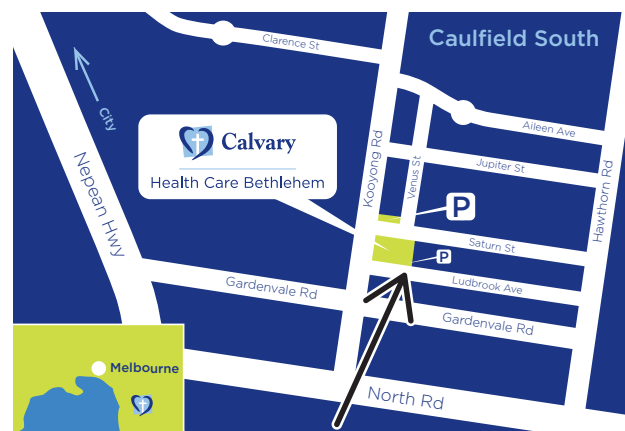 Caulfield South
Clarence St
City
Aileen Ave
Calvary
Health Care Bethlehem
Kooyong Rd
Jupiter St
Venus St
Hawthorn Rd
Nepean Hwy
P
Saturn St
P
Ludbrook Ave
Gardenvale Rd
Gardenvale Rd
Melbourne
North Rd